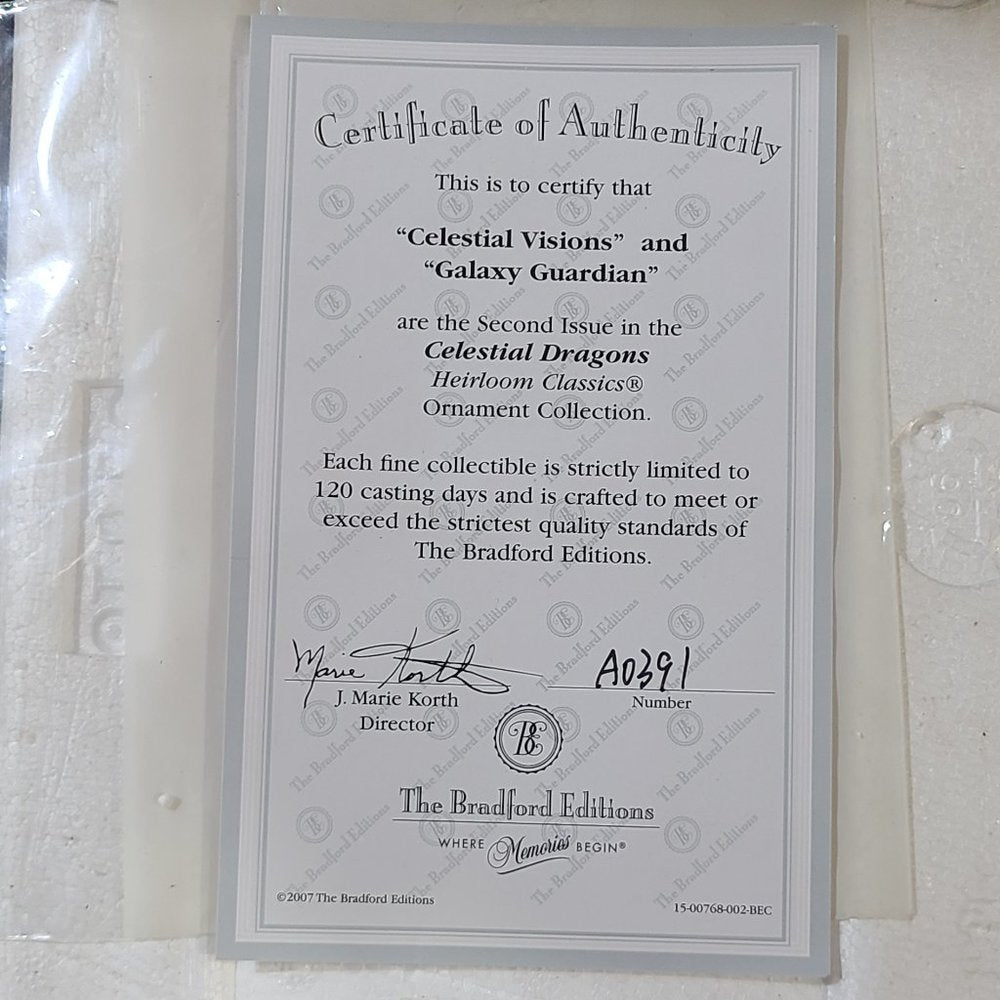 Certificate of Authenticity
This is to certify that
“Celestial Visions” and
“Galaxy Guardian”
are the Second Issue in the
Celestial Dragons
Heirloom Classics®
Ornament Collection.
Each fine collectible is strictly limited to
120 casting days and is crafted to meet or
exceed the strictest quality standards of
The Bradford Editions.
Marie Korth
A0391
J. Marie Korth
Number
Director
BE
The Bradford Editions
WHERE Memories BEGIN®
©2007 The Bradford Editions
15-00768-002-BEC